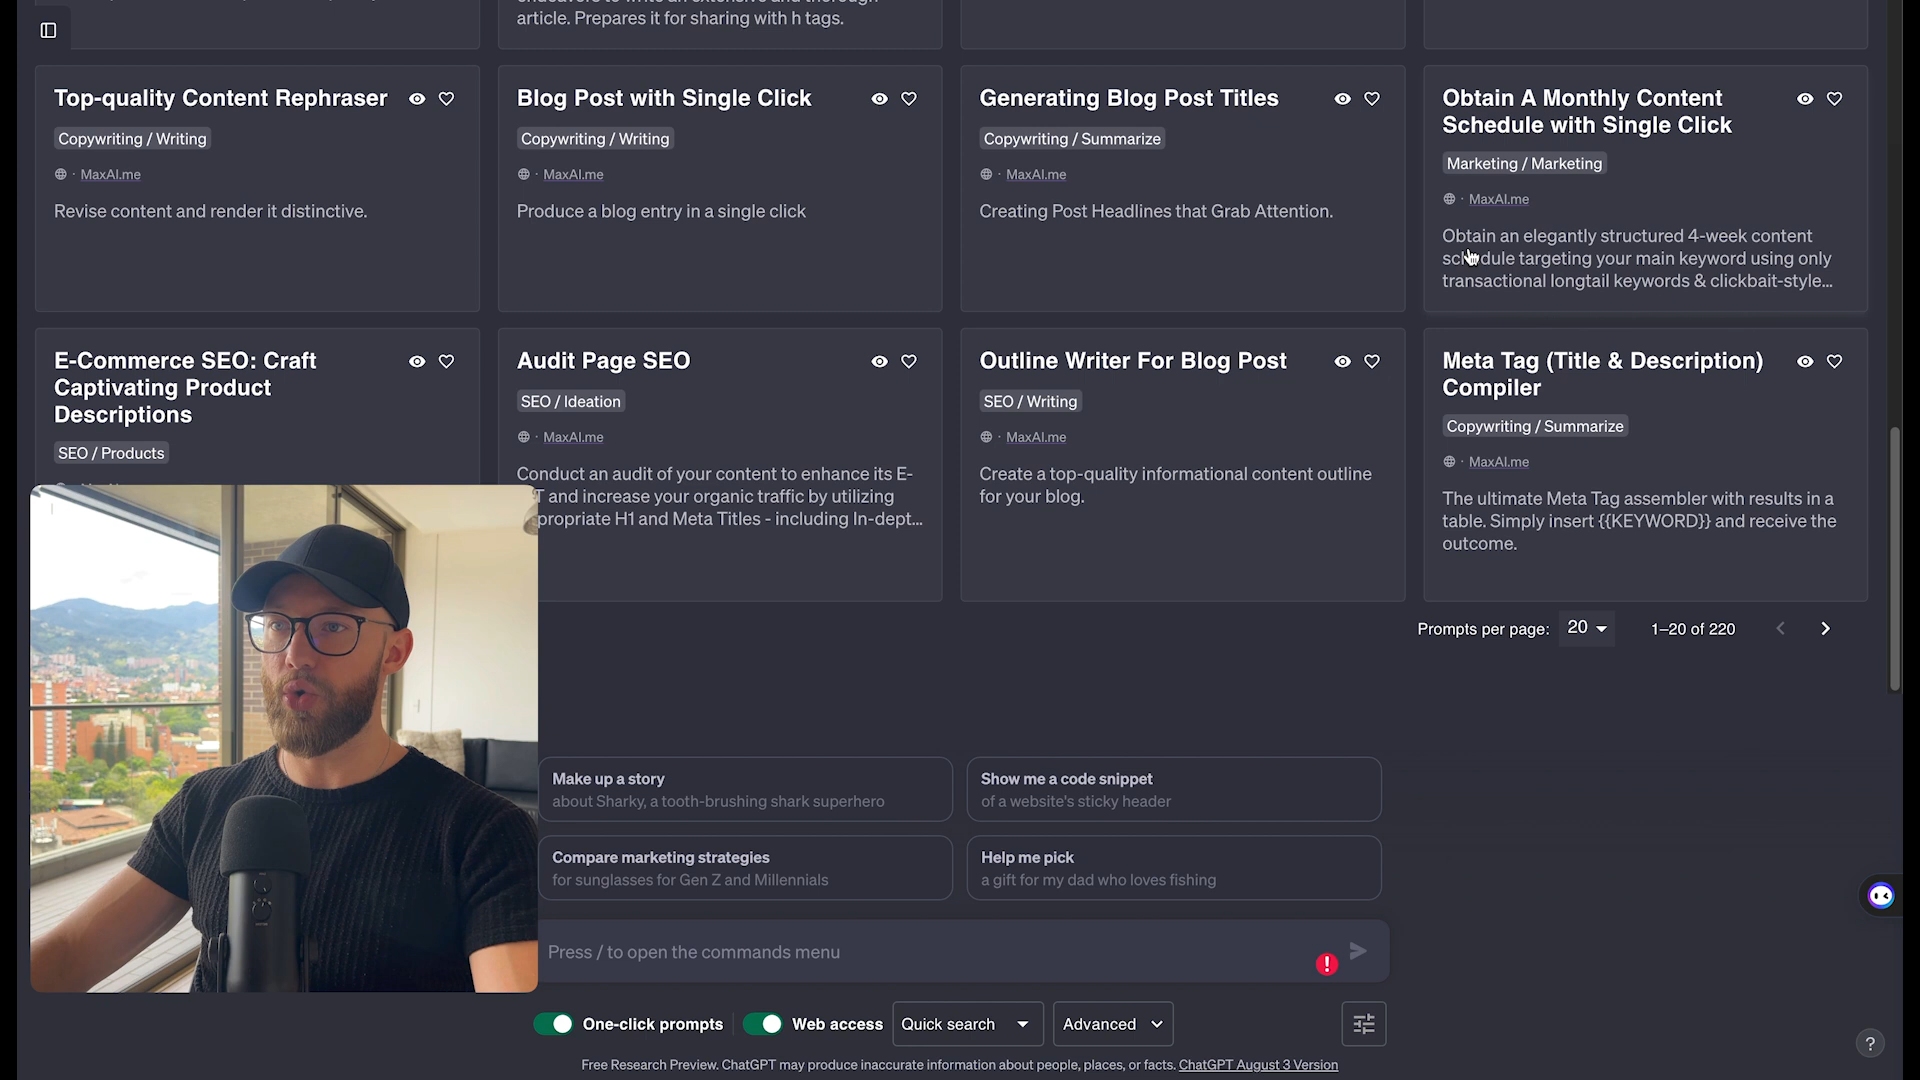 article. Prepares it for sharing with h tags.
Top-quality Content Rephraser
Copywriting / Writing
· MaxAI.me
Revise content and render it distinctive.
Blog Post with Single Click
Copywriting / Writing
· MaxAI.me
Produce a blog entry in a single click
Generating Blog Post Titles
Copywriting / Summarize
· MaxAI.me
Creating Post Headlines that Grab Attention.
Obtain A Monthly Content
Schedule with Single Click
Marketing / Marketing
· MaxAI.me
Obtain an elegantly structured 4-week content
schedule targeting your main keyword using only
transactional longtail keywords & clickbait-style...
E-Commerce SEO: Craft
Captivating Product
Descriptions
SEO / Products
Audit Page SEO
SEO / Ideation
· MaxAI.me
Conduct an audit of your content to enhance its E-
and increase your organic traffic by utilizing
propriate H1 and Meta Titles - including In-dept...
Outline Writer For Blog Post
SEO / Writing
· MaxAI.me
Create a top-quality informational content outline
for your blog.
Meta Tag (Title & Description)
Compiler
Copywriting / Summarize
· MaxAI.me
The ultimate Meta Tag assembler with results in a
table. Simply insert {{KEYWORD}} and receive the
outcome.
Prompts per page: 20 1–20 of 220
Make up a story
about Sharky, a tooth-brushing shark superhero
Show me a code snippet
of a website's sticky header
Compare marketing strategies
for sunglasses for Gen Z and Millennials
Help me pick
a gift for my dad who loves fishing
Press / to open the commands menu
!
One-click prompts Web access Quick search Advanced
?
Free Research Preview. ChatGPT may produce inaccurate information about people, places, or facts. ChatGPT August 3 Version